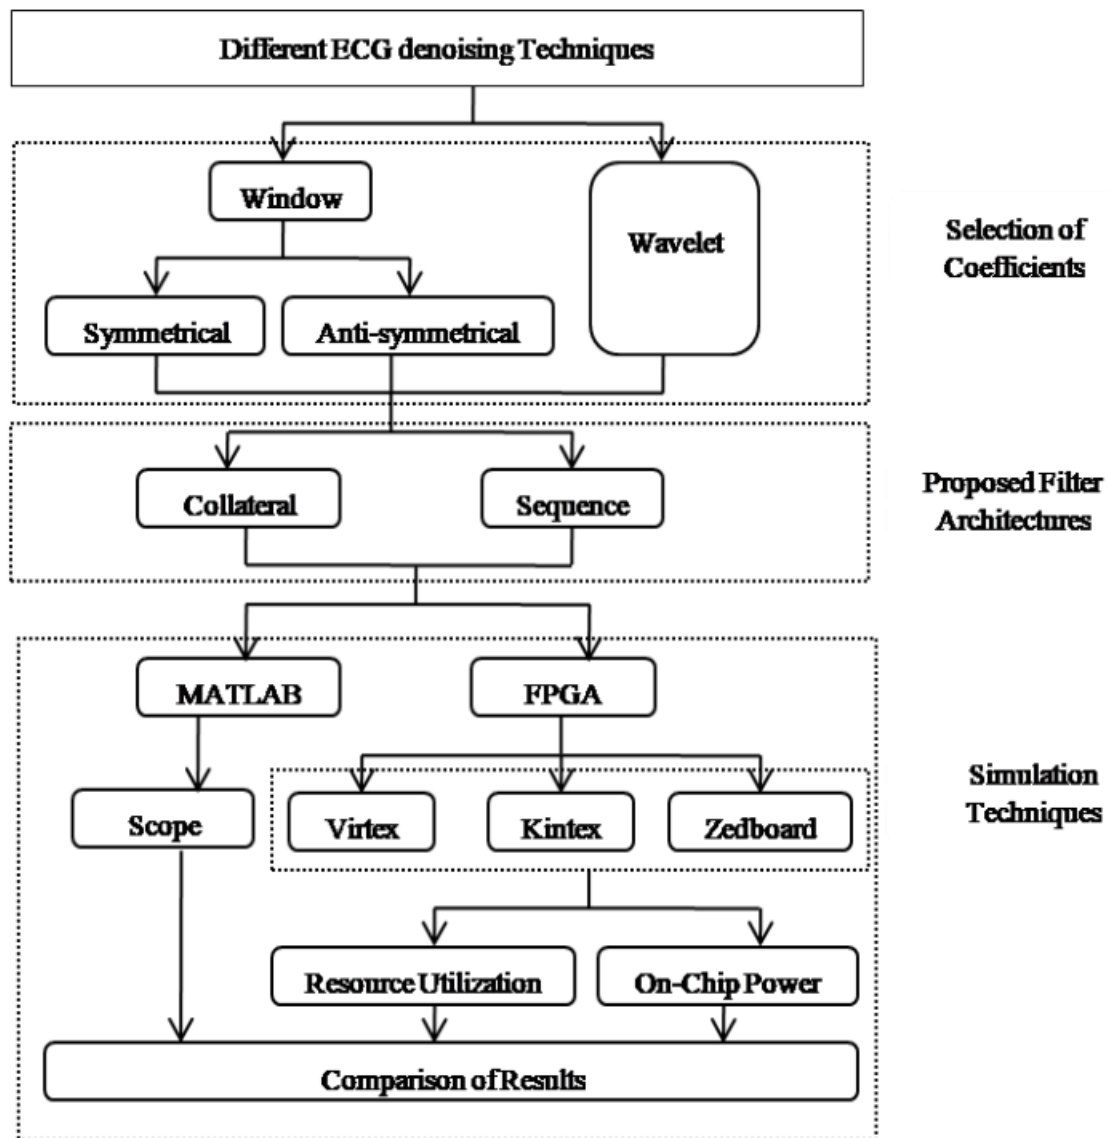 Different ECG denoising Techniques
Window
Wavelet
Symmetrical
Anti-symmetrical
Selection of
Coefficients
Collateral
Sequence
Proposed Filter
Architectures
MATLAB
FPGA
Scope
Virtex
Kintex
Zedboard
Simulation
Techniques
Resource Utilization
On-Chip Power
Comparison of Results